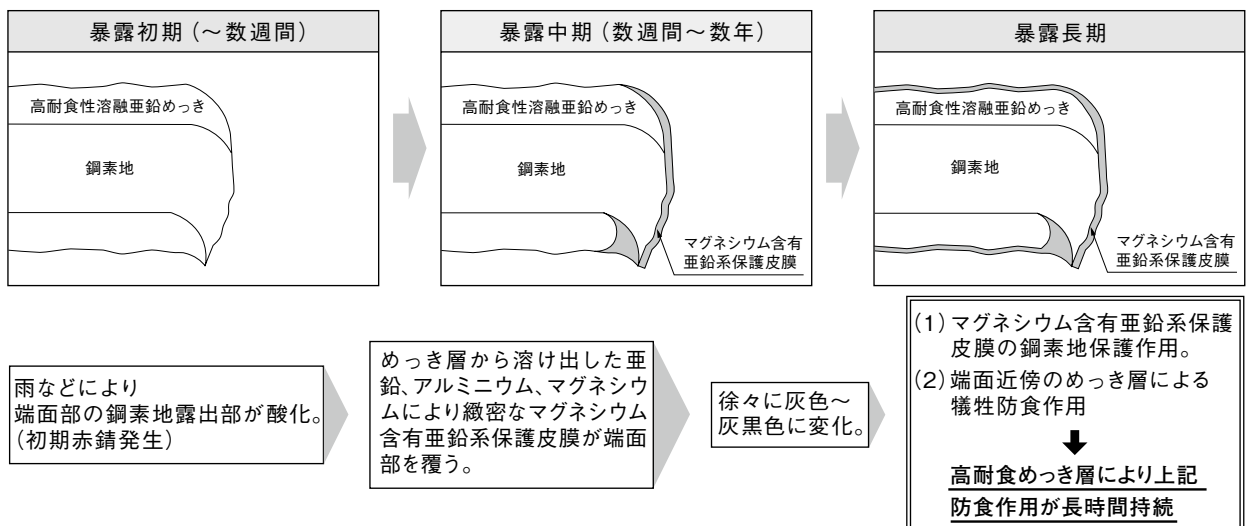 暴露初期（～数週間）
高耐食性溶融亜鉛めっき
鋼素地
暴露中期（数週間～数年）
高耐食性溶融亜鉛めっき
鋼素地
マグネシウム含有
亜鉛系保護皮膜
暴露長期
高耐食性溶融亜鉛めっき
鋼素地
マグネシウム含有
亜鉛系保護皮膜
雨などにより
端面部の鋼素地露出部が酸化。
（初期赤錆発生）
めっき層から溶け出した亜
鉛、アルミニウム、マグネシウ
ムにより緻密なマグネシウム
含有亜鉛系保護皮膜が端面
部を覆う。
徐々に灰色～
灰黒色に変化。
（1）マグネシウム含有亜鉛系保護
皮膜の鋼素地保護作用。
（2）端面近傍のめっき層による
犠牲防食作用
高耐食めっき層により上記
防食作用が長時間持続